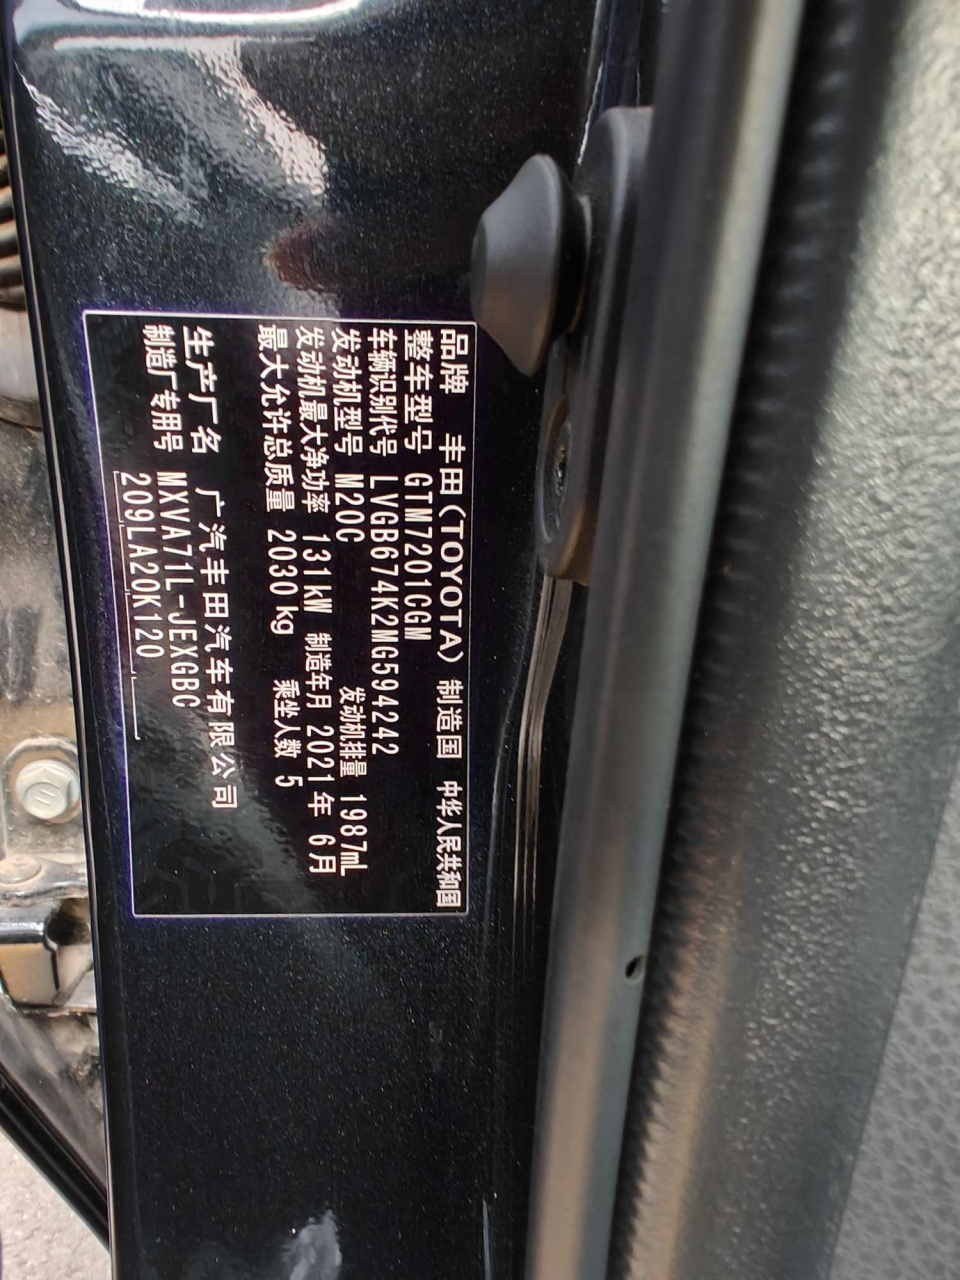 品牌 丰田(TOYOTA) 制造国 中华人民共和国
整车型号 GTM7201CGM
车辆识别代号 LVGB674K2MG594242
发动机型号 M20C 发动机排量 1987mL
发动机最大净功率 131kW 制造年月 2021年 6月
最大允许总质量 2030kg 乘坐人数 5
生产厂名 广汽丰田汽车有限公司
制造厂专用号 MXVA71L-JEXGBC
209LA20K120